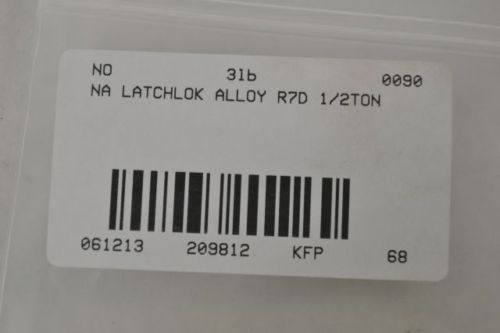 NO 31b 0090
NA LATCHLOK ALLOY R7D 1/2TON
061213 209812 KFP 68